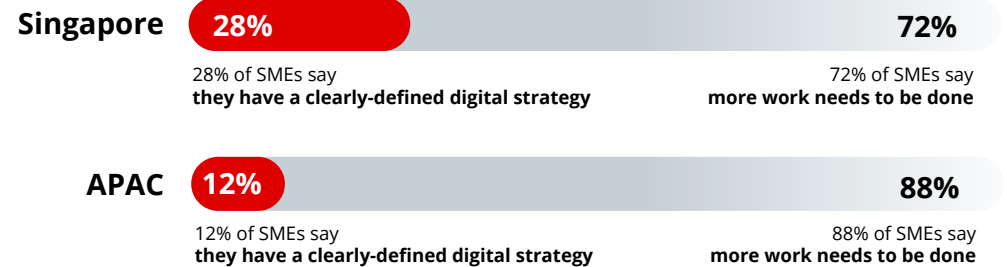 Singapore 28% 72%
28% of SMEs say 72% of SMEs say
they have a clearly-defined digital strategy more work needs to be done
APAC 12% 88%
12% of SMEs say 88% of SMEs say
they have a clearly-defined digital strategy more work needs to be done